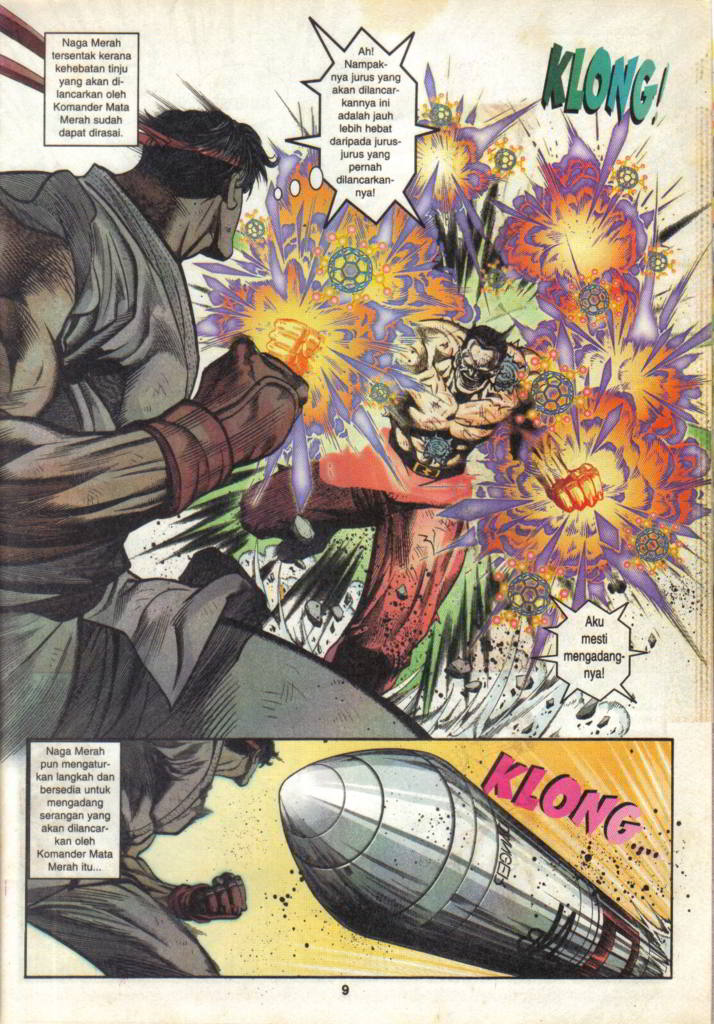 Naga Merah
tersentak kerana
kehebatan tinju
yang akan di-
lancarkan oleh
Komander Mata
Merah sudah
dapat dirasai.
Ah!
Nampak-
nya jurus yang
akan dilancar-
kannya ini
adalah jauh
lebih hebat
daripada jurus-
jurus yang
pernah
dilancarkan-
nya!
KLONG!
Aku
mesti
mengadang-
nya!
Naga Merah
pun mengatur-
kan langkah dan
bersedia untuk
mengadang
serangan yang
akan dilancar-
kan oleh
Komander Mata
Merah itu...
KLONG...
DANGER
9